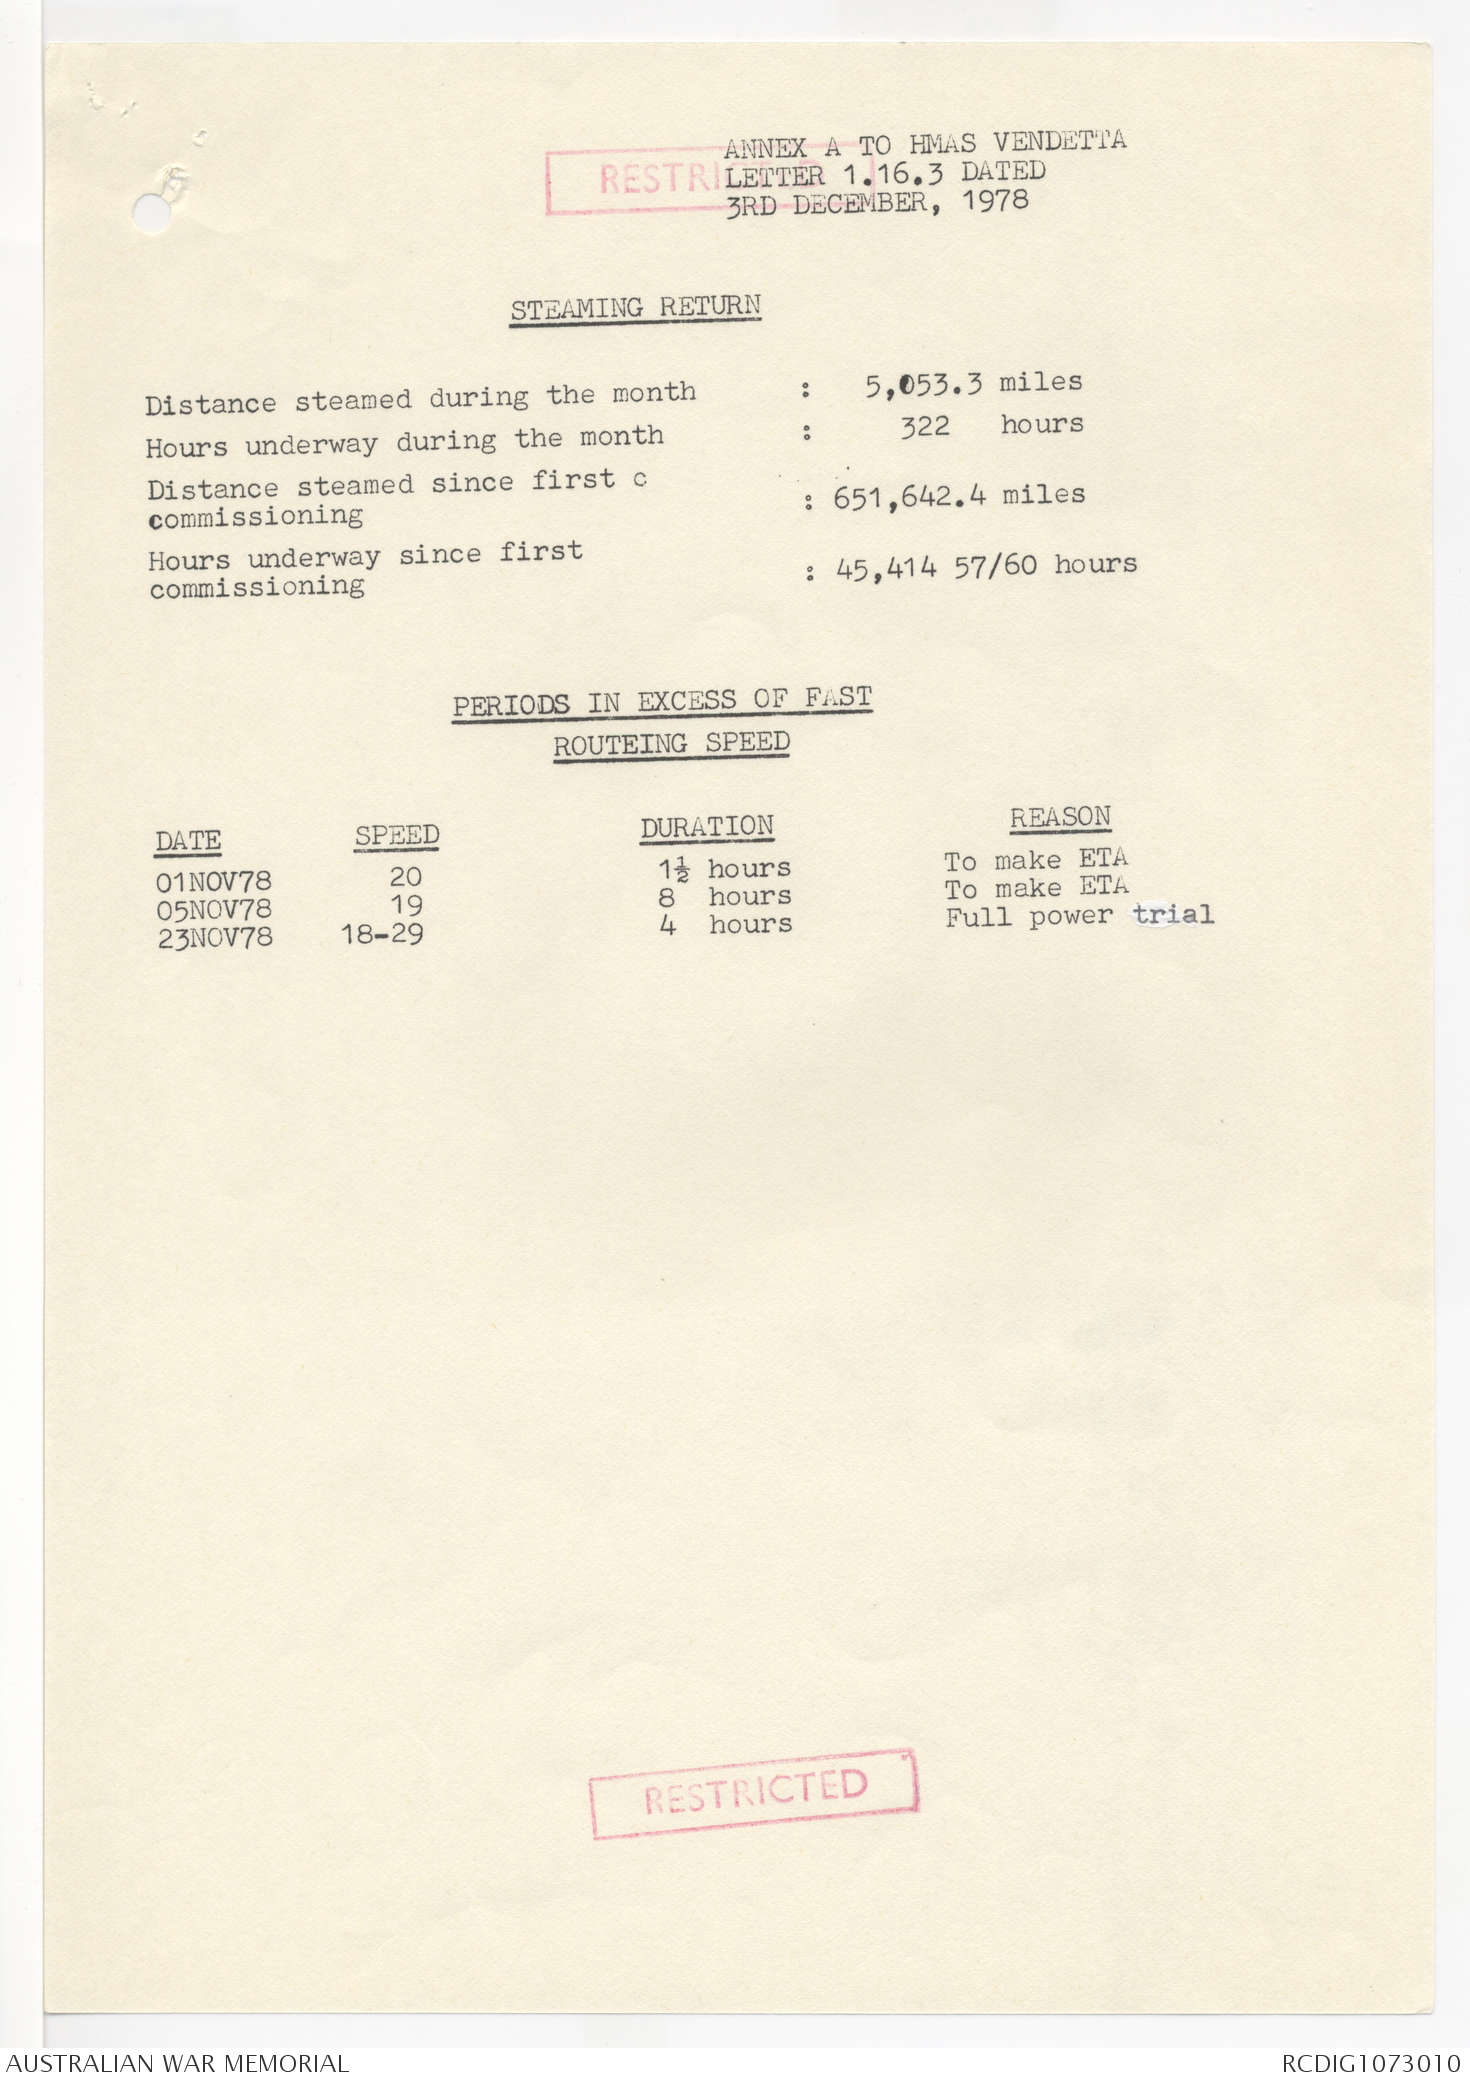 RESTRICTED
ANNEX A TO HMAS VENDETTA
LETTER 1.16.3 DATED
3RD DECEMBER, 1978
STEAMING RETURN
Distance steamed during the month : 5,053.3 miles
Hours underway during the month : 322 hours
Distance steamed since first c
commissioning : 651,642.4 miles
Hours underway since first
commissioning : 45,414 57/60 hours
PERIODS IN EXCESS OF FAST
ROUTEING SPEED
DATE SPEED DURATION REASON
01NOV78 20 1½ hours To make ETA
05NOV78 19 8 hours To make ETA
23NOV78 18-29 4 hours Full power trial
RESTRICTED
AUSTRALIAN WAR MEMORIAL RCDIG1073010